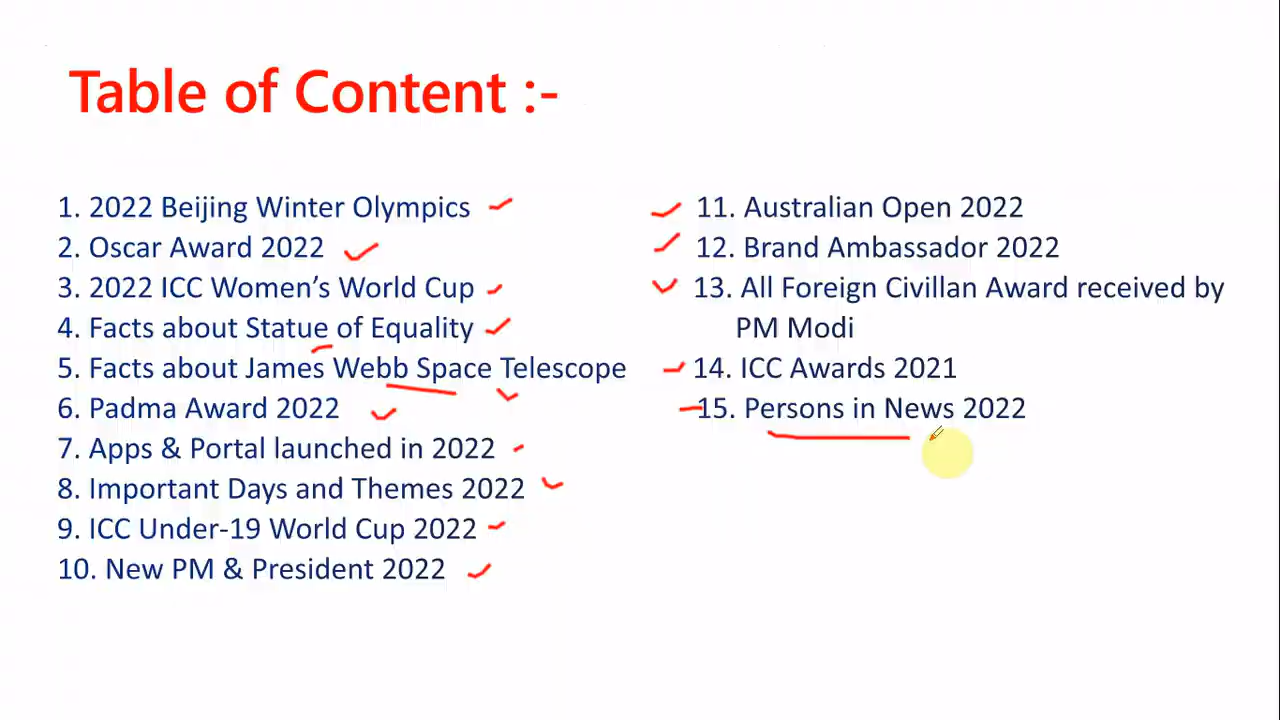 Table of Content :-
1. 2022 Beijing Winter Olympics
2. Oscar Award 2022
3. 2022 ICC Women's World Cup
4. Facts about Statue of Equality
5. Facts about James Webb Space Telescope
6. Padma Award 2022
7. Apps & Portal launched in 2022
8. Important Days and Themes 2022
9. ICC Under-19 World Cup 2022
10. New PM & President 2022
11. Australian Open 2022
12. Brand Ambassador 2022
13. All Foreign Civillan Award received by
PM Modi
14. ICC Awards 2021
15. Persons in News 2022